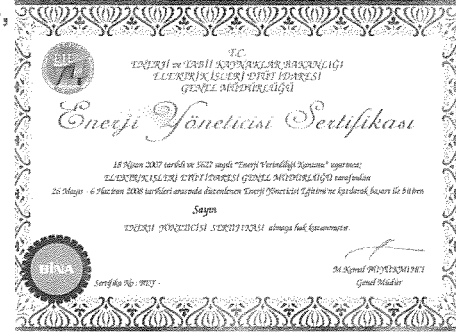 EİE
T.C.
ENERJİ ve TABİİ KAYNAKLAR BAKANLIĞI
ELEKTRİK İŞLERİ ETÜT İDARESİ
GENEL MÜDÜRLÜĞÜ
Enerji Yöneticisi Sertifikası
18 Nisan 2007 tarihli ve 5627 sayılı "Enerji Verimliliği Kanunu" uyarınca;
ELEKTRİK İŞLERİ ETÜT İDARESİ GENEL MÜDÜRLÜĞÜ tarafından
26 Mayıs - 6 Haziran 2008 tarihleri arasında düzenlenen Enerji Yöneticisi Eğitimi'ne katılarak başarı ile bitiren
Sayın
ENERJİ YÖNETİCİSİ SERTİFİKASI almaya hak kazanmıştır.
BİNA
M.Kemal BÜYÜKMIHCI
Sertifika No : BEY -
Genel Müdür